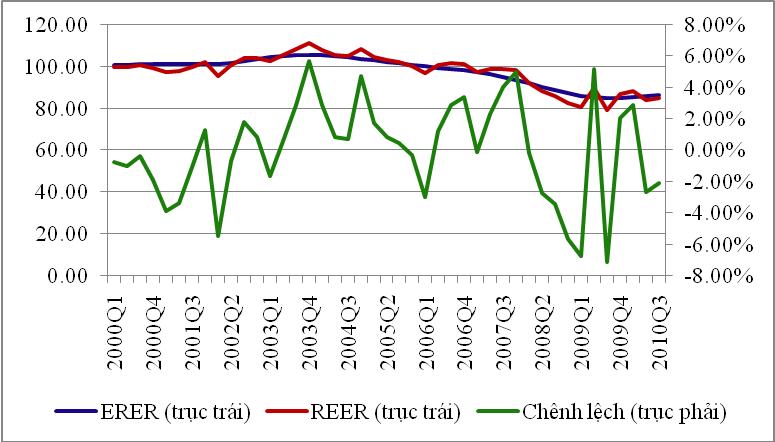 120.00
100.00
80.00
60.00
40.00
20.00
0.00
8.00%
6.00%
4.00%
2.00%
0.00%
-2.00%
-4.00%
-6.00%
-8.00%
2000Q1
2000Q4
2001Q3
2002Q2
2003Q1
2003Q4
2004Q3
2005Q2
2006Q1
2006Q4
2007Q3
2008Q2
2009Q1
2009Q4
2010Q3
ERER (trục trái)
REER (trục trái)
Chênh lệch (trục phải)